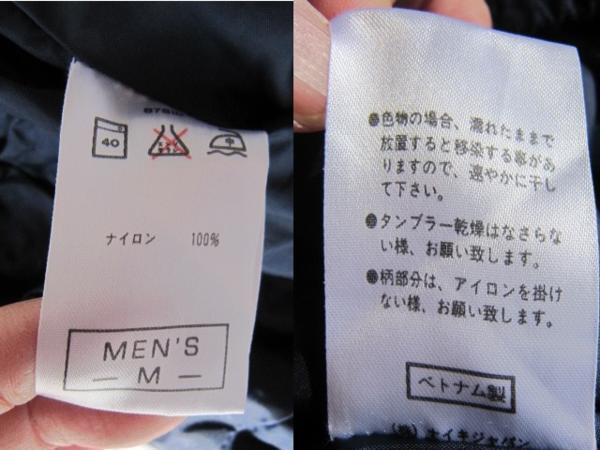 40
ナイロン 100%
MEN'S
M
●色物の場合、濡れたままで
放置すると移染する事があ
りますので、速やかに干し
て下さい。
●タンブラー乾燥はなさらな
い様、お願い致します。
●柄部分は、アイロンを掛け
ない様、お願い致します。
ベトナム製